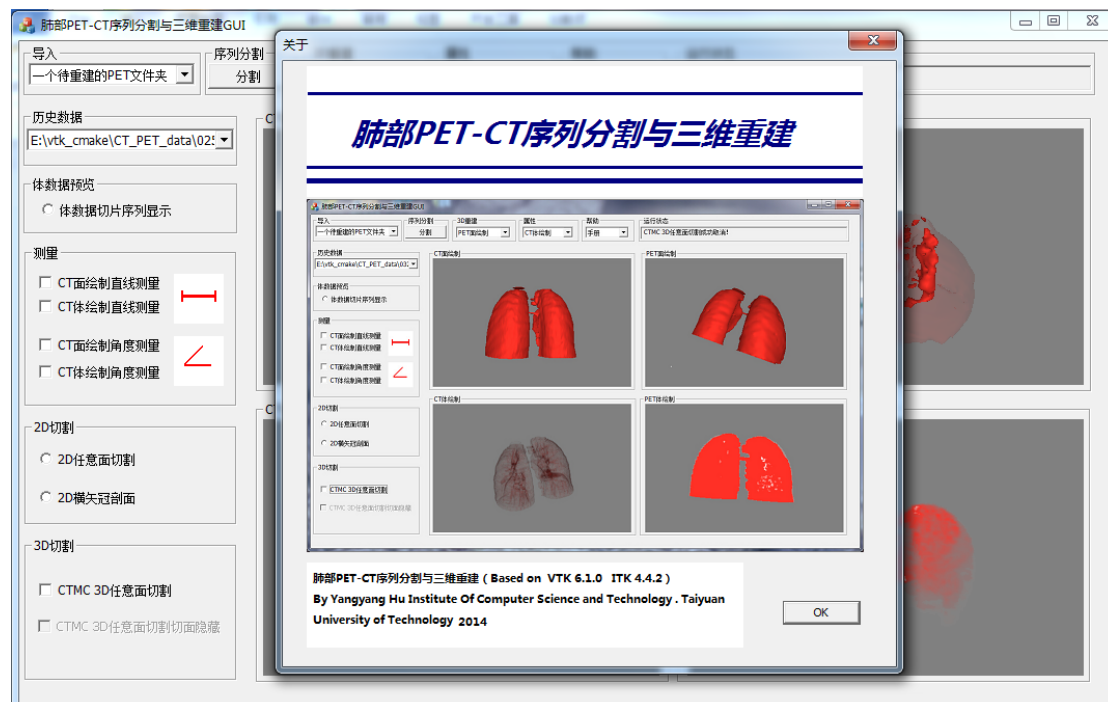 肺部PET-CT序列分割与三维重建GUI
导入
一个待重建的PET文件夹
序列分割
分割
历史数据
E:\vtk_cmake\CT_PET_data\02
体数据预览
体数据切片序列显示
测量
CT面绘制直线测量
CT体绘制直线测量
CT面绘制角度测量
CT体绘制角度测量
2D切割
2D任意面切割
2D横矢冠剖面
3D切割
CTMC 3D任意面切割
CTMC 3D任意面切割切面隐藏
关于
肺部PET-CT序列分割与三维重建
肺部PET-CT序列分割与三维重建GUI
导入
一个待重建的PET文件夹
序列分割
分割
3D重建
PET面绘制
属性
CT体绘制
帮助
手册
运行状态
CTMC 3D任意面切割成功取消!
历史数据
E:\vtk_cmake\CT_PET_data\03
体数据预览
体数据切片序列显示
测量
CT面绘制直线测量
CT体绘制直线测量
CT面绘制角度测量
CT体绘制角度测量
2D切割
2D任意面切割
2D横矢冠剖面
3D切割
CTMC 3D任意面切割
CTMC 3D任意面切割切面隐藏
CT面绘制
PET面绘制
CT体绘制
PET体绘制
肺部PET-CT序列分割与三维重建 ( Based on VTK 6.1.0 ITK 4.4.2 )
By Yangyang Hu Institute Of Computer Science and Technology . Taiyuan
University of Technology 2014
OK